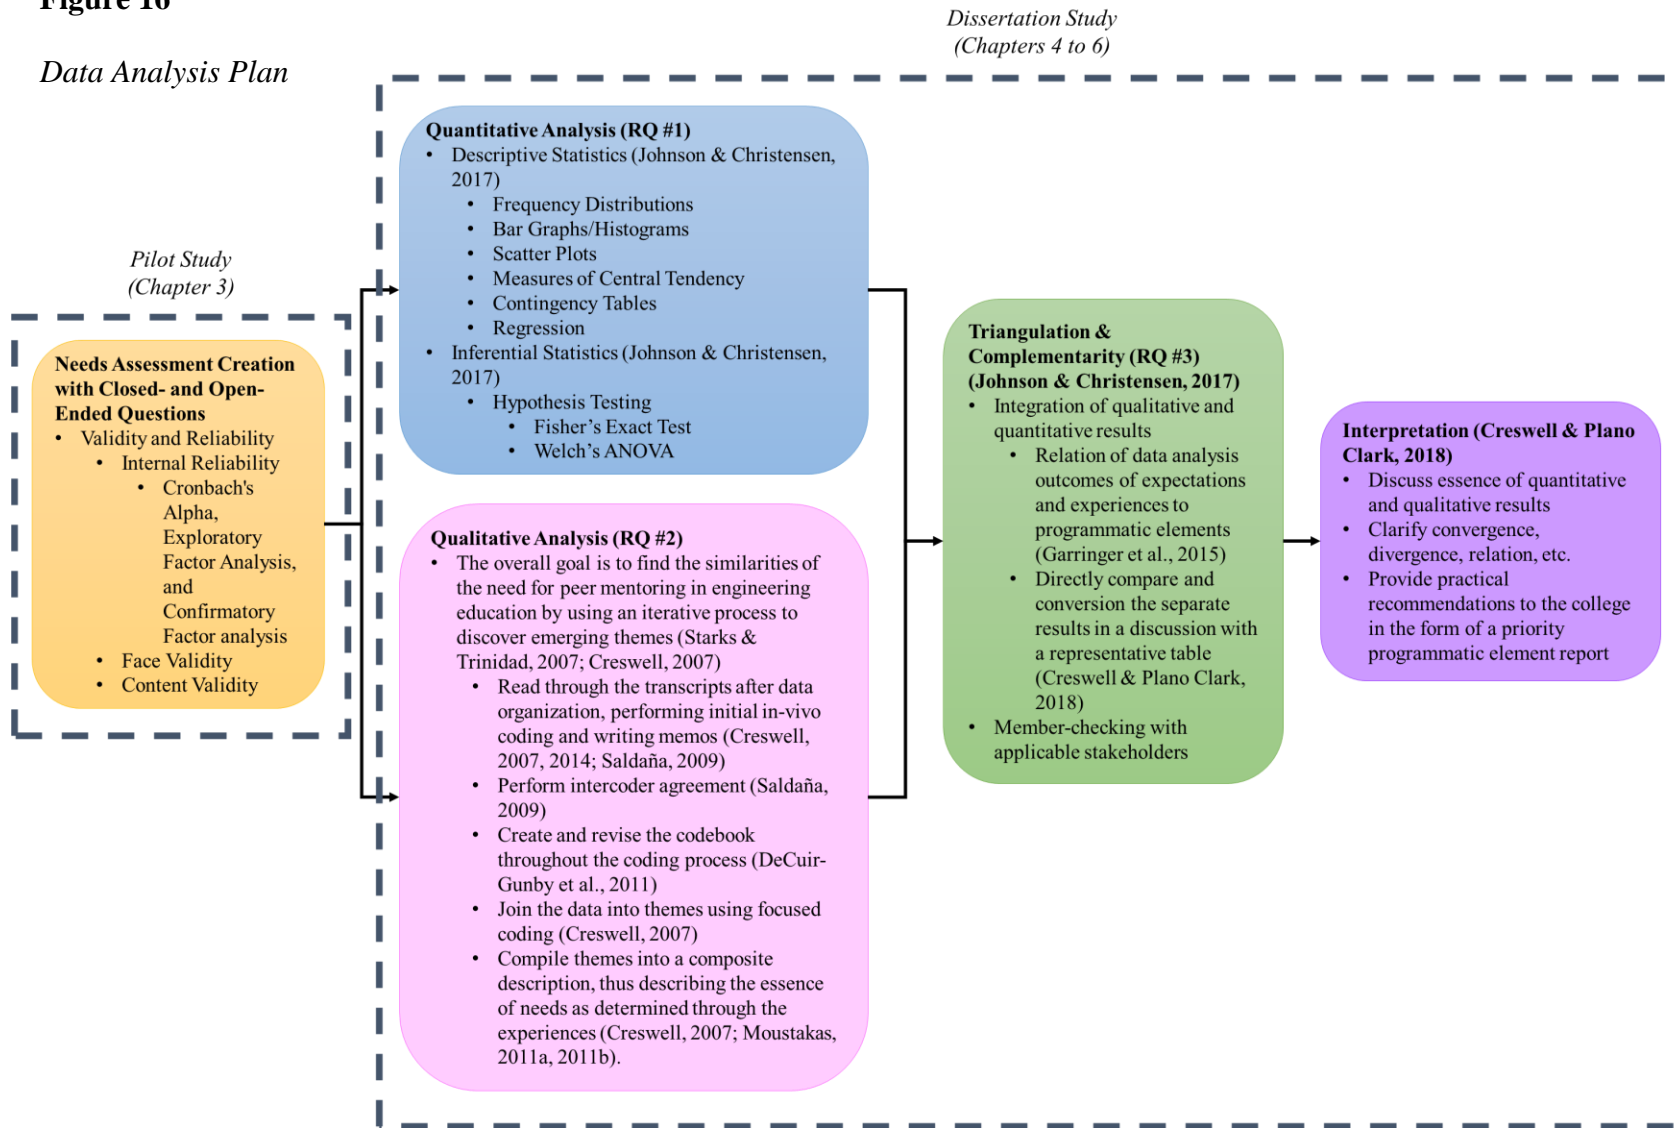 Figure 16
Data Analysis Plan
Dissertation Study
(Chapters 4 to 6)
Pilot Study
(Chapter 3)
Needs Assessment Creation
with Closed- and Open-
Ended Questions
• Validity and Reliability
• Internal Reliability
• Cronbach's
Alpha,
Exploratory
Factor Analysis,
and
Confirmatory
Factor analysis
• Face Validity
• Content Validity
Quantitative Analysis (RQ #1)
• Descriptive Statistics (Johnson & Christensen,
2017)
• Frequency Distributions
• Bar Graphs/Histograms
• Scatter Plots
• Measures of Central Tendency
• Contingency Tables
• Regression
• Inferential Statistics (Johnson & Christensen,
2017)
• Hypothesis Testing
• Fisher’s Exact Test
• Welch’s ANOVA
Qualitative Analysis (RQ #2)
• The overall goal is to find the similarities of
the need for peer mentoring in engineering
education by using an iterative process to
discover emerging themes (Starks &
Trinidad, 2007; Creswell, 2007)
• Read through the transcripts after data
organization, performing initial in-vivo
coding and writing memos (Creswell,
2007, 2014; Saldaña, 2009)
• Perform intercoder agreement (Saldaña,
2009)
• Create and revise the codebook
throughout the coding process (DeCuir-
Gunby et al., 2011)
• Join the data into themes using focused
coding (Creswell, 2007)
• Compile themes into a composite
description, thus describing the essence
of needs as determined through the
experiences (Creswell, 2007; Moustakas,
2011a, 2011b).
Triangulation &
Complementarity (RQ #3)
(Johnson & Christensen, 2017)
• Integration of qualitative and
quantitative results
• Relation of data analysis
outcomes of expectations
and experiences to
programmatic elements
(Garringer et al., 2015)
• Directly compare and
conversion the separate
results in a discussion with
a representative table
(Creswell & Plano Clark,
2018)
• Member-checking with
applicable stakeholders
Interpretation (Creswell & Plano
Clark, 2018)
• Discuss essence of quantitative
and qualitative results
• Clarify convergence,
divergence, relation, etc.
• Provide practical
recommendations to the college
in the form of a priority
programmatic element report